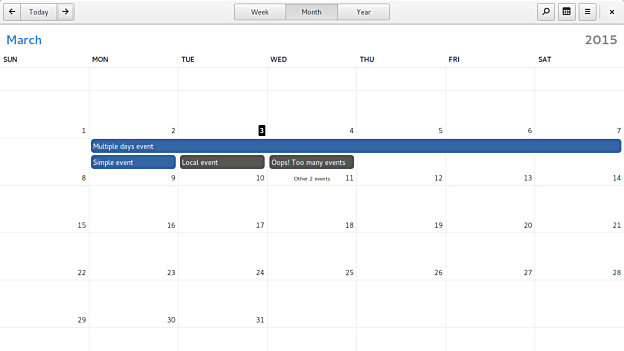 Today
Week Month Year
March 2015
SUN MON TUE WED THU FRI SAT
1 2 3 4 5 6 7
Multiple days event
Simple event Local event Oops! Too many events
Other 2 events
8 9 10 11 12 13 14
15 16 17 18 19 20 21
22 23 24 25 26 27 28
29 30 31